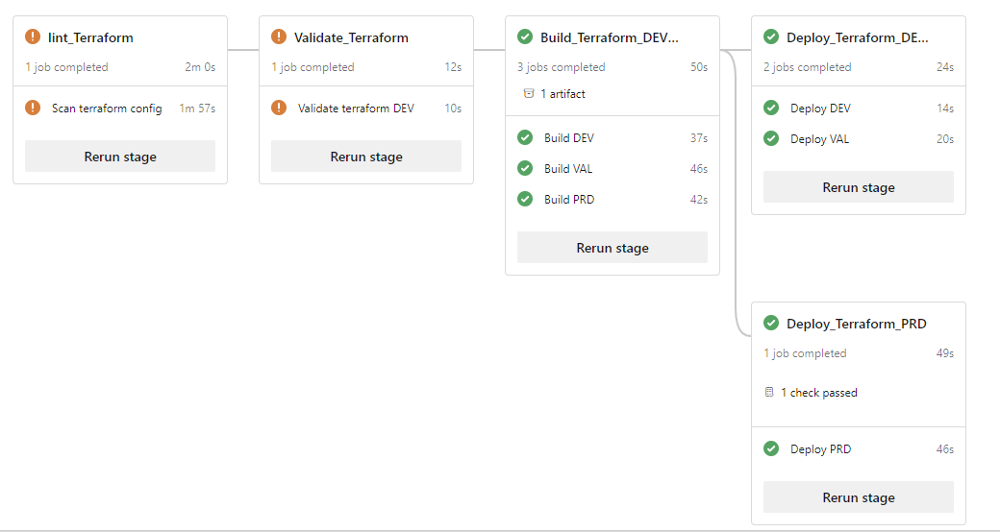 lint_Terraform
1 job completed 2m 0s
Scan terraform config 1m 57s
Rerun stage
Validate_Terraform
1 job completed 12s
Validate terraform DEV 10s
Rerun stage
Build_Terraform_DEV...
3 jobs completed 50s
1 artifact
Build DEV 37s
Build VAL 46s
Build PRD 42s
Rerun stage
Deploy_Terraform_DE...
2 jobs completed 24s
Deploy DEV 14s
Deploy VAL 20s
Rerun stage
Deploy_Terraform_PRD
1 job completed 49s
1 check passed
Deploy PRD 46s
Rerun stage